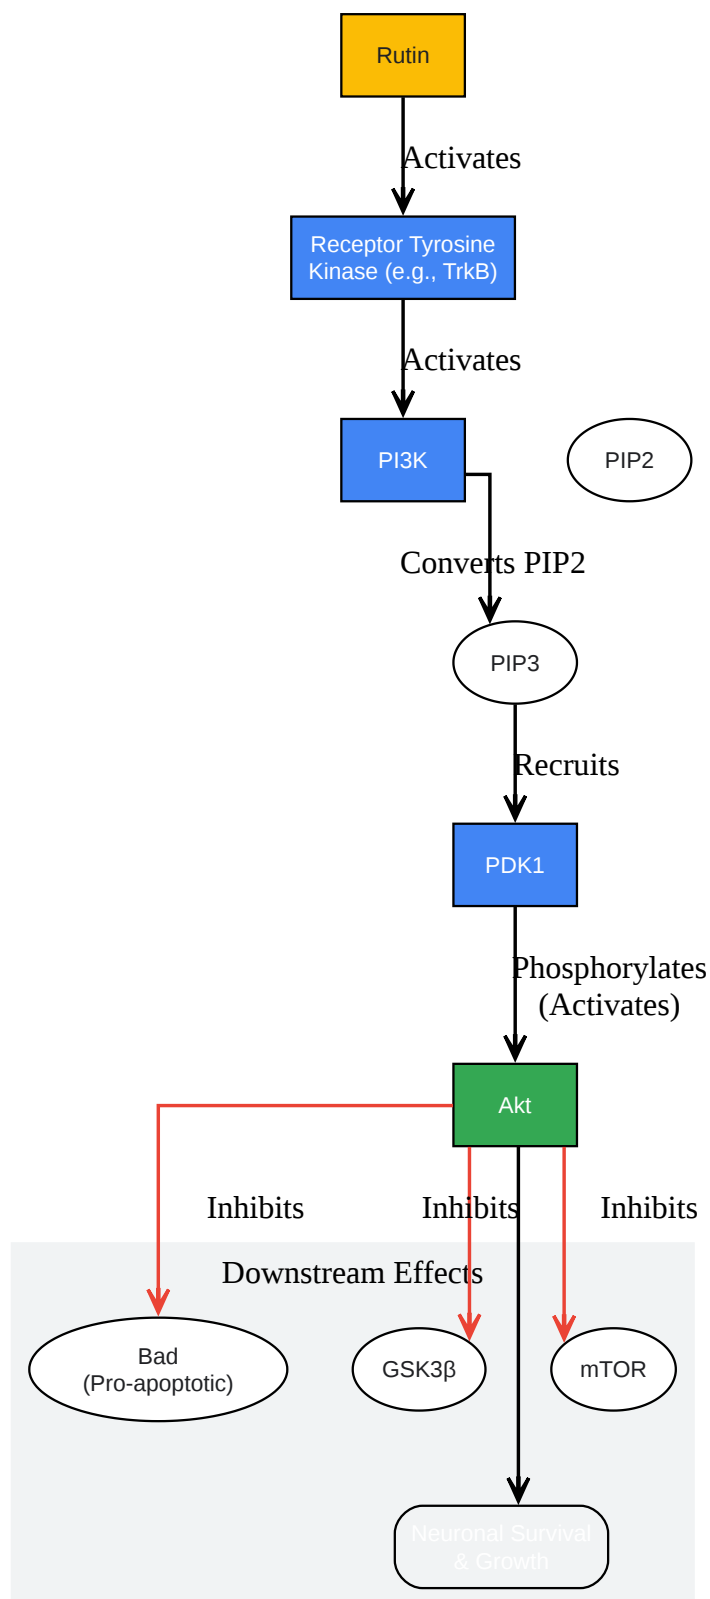 Rutin
Activates
Receptor Tyrosine
Kinase (e.g., TrkB)
Activates
PI3K
PIP2
Converts PIP2
PIP3
Recruits
PDK1
Phosphorylates
(Activates)
Akt
Inhibits
Inhibits
Inhibits
Downstream Effects
Bad
(Pro-apoptotic)
GSK3β
mTOR
Neuronal Survival
& Growth